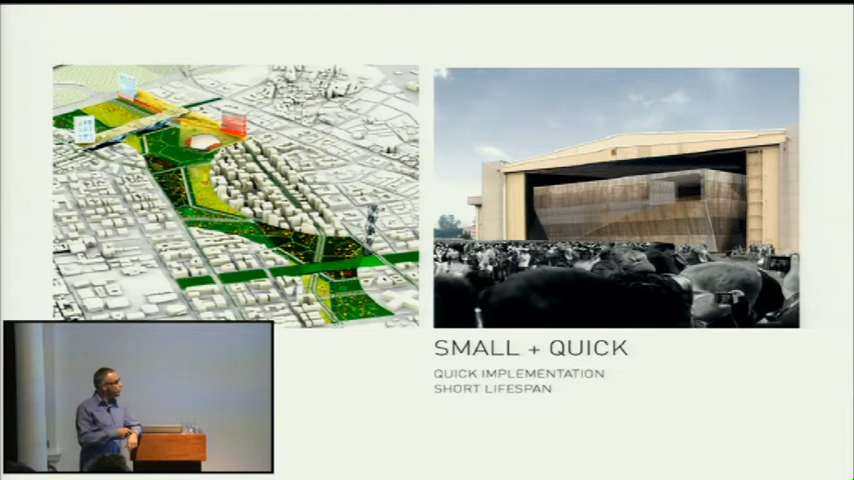 SMALL + QUICK
QUICK IMPLEMENTATION
SHORT LIFESPAN